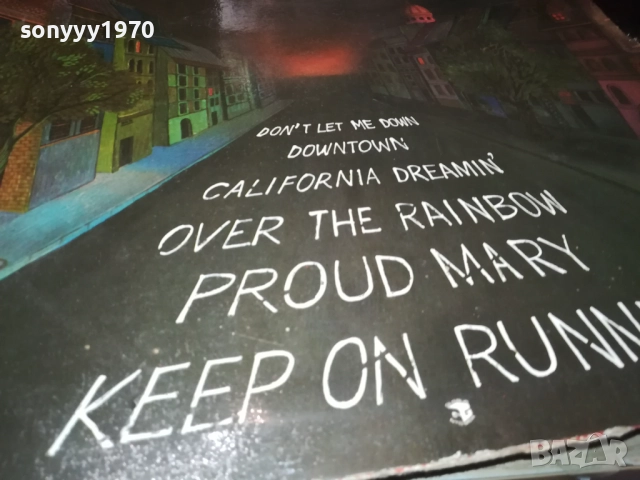 sonyyy1970
DON'T LET ME DOWN
DOWNTOWN
CALIFORNIA DREAMIN'
OVER THE RAINBOW
PROUD MARY
KEEP ON RUNN
BAZAR